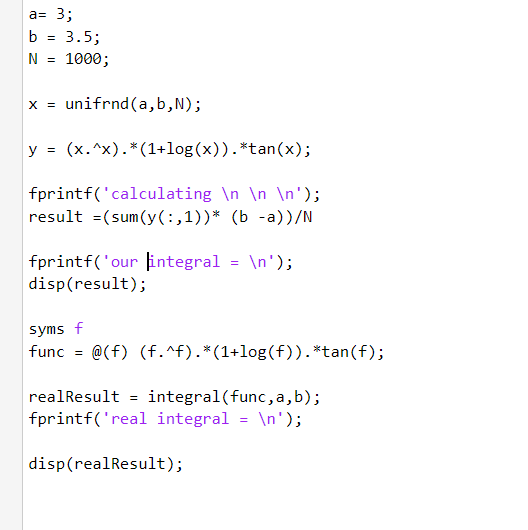 a= 3;
b = 3.5;
N = 1000;
x = unifrnd(a,b,N);
y = (x.^x).*(1+log(x)).*tan(x);
fprintf('calculating \n \n \n');
result =(sum(y(:,1))* (b -a))/N
fprintf('our integral = \n');
disp(result);
syms f
func = @(f) (f.^f).*(1+log(f)).*tan(f);
realResult = integral(func,a,b);
fprintf('real integral = \n');
disp(realResult);